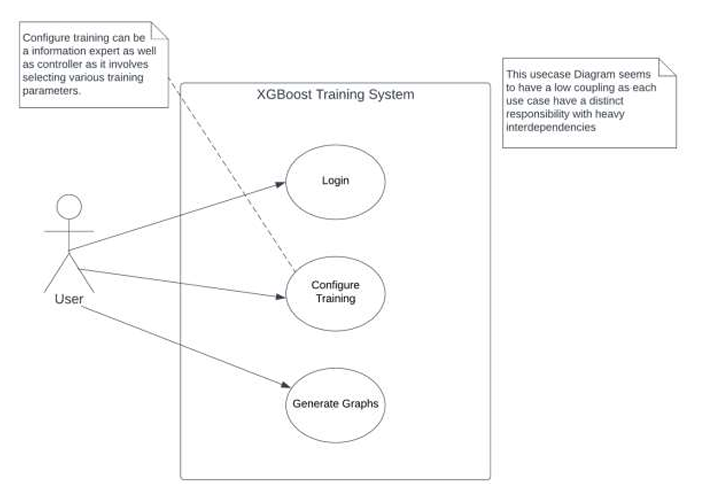 Configure training can be
a information expert as well
as controller as it involves
selecting various training
parameters.
XGBoost Training System
This usecase Diagram seems
to have a low coupling as each
use case have a distinct
responsibility with heavy
interdependencies
Login
Configure
Training
User
Generate Graphs